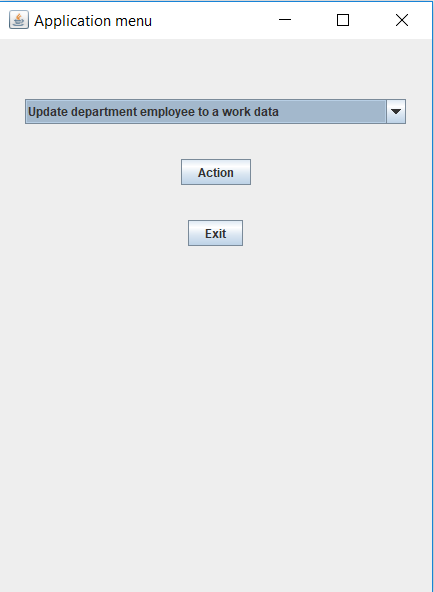 Application menu
Update department employee to a work data
Action
Exit